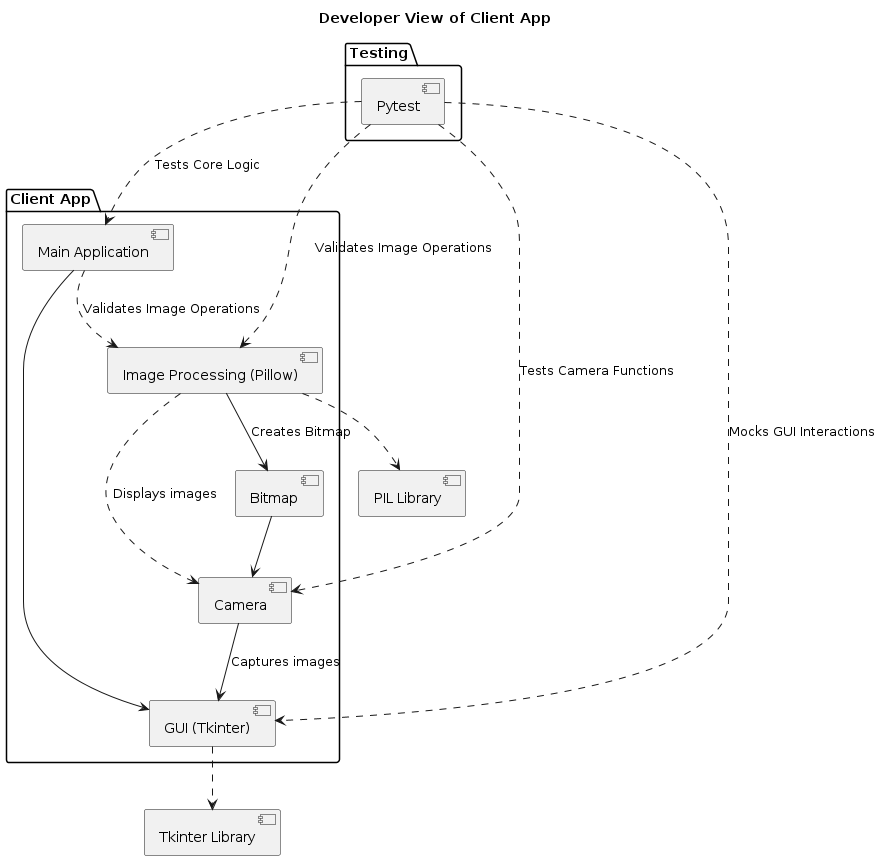 Developer View of Client App
Testing
Pytest
Tests Core Logic
Client App
Main Application
Validates Image Operations
Validates Image Operations
Image Processing (Pillow)
Tests Camera Functions
Creates Bitmap
Mocks GUI Interactions
Displays images
Bitmap
PIL Library
Camera
Captures images
GUI (Tkinter)
Tkinter Library